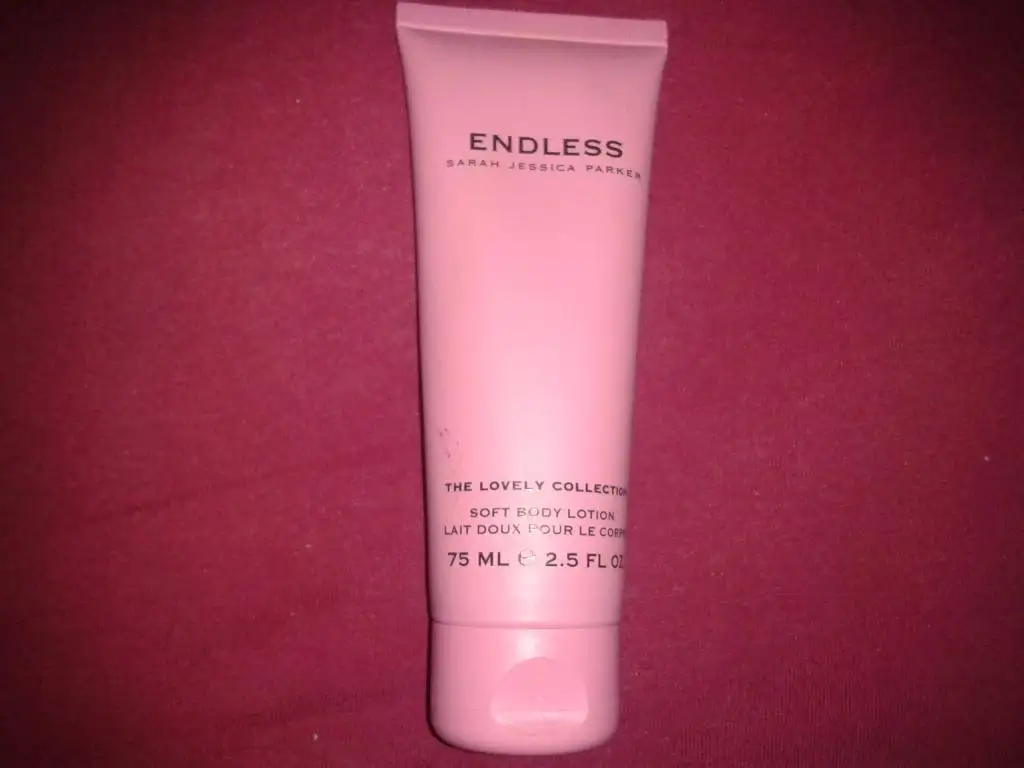 ENDLESS
SARAH JESSICA PARKER
THE LOVELY COLLECTION
SOFT BODY LOTION
LAIT DOUX POUR LE CORPS
75 ML ℮ 2.5 FL OZ.